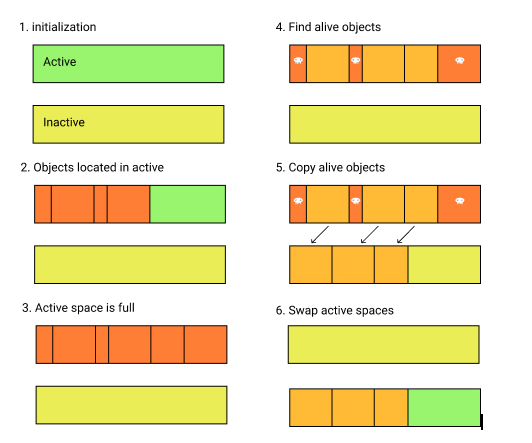 1. initialization
Active
Inactive
2. Objects located in active
3. Active space is full
4. Find alive objects
5. Copy alive objects
6. Swap active spaces